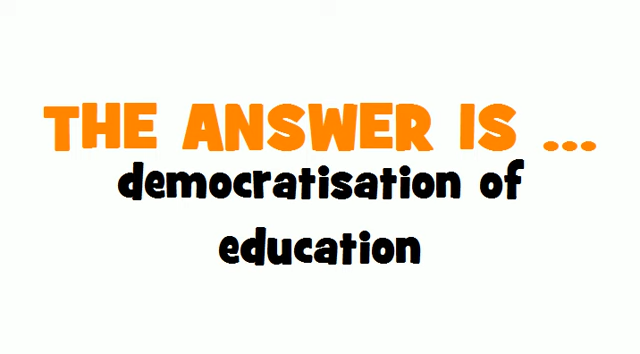 THE ANSWER IS ...
democratisation of
education